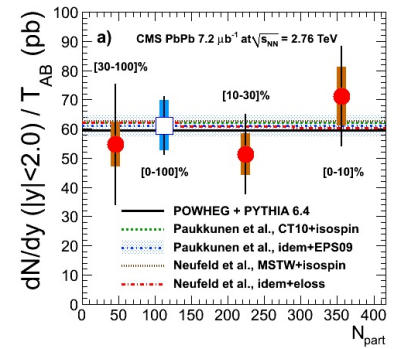 100
90
80
70
60
50
40
30
20
10
0
dN/dy (|y|<2.0) / T_AB (pb)
a) CMS PbPb 7.2 μb⁻¹ at √s_NN = 2.76 TeV
[30-100]%
[10-30]%
[0-100]%
[0-10]%
POWHEG + PYTHIA 6.4
Paukkunen et al., CT10+isospin
Paukkunen et al., idem+EPS09
Neufeld et al., MSTW+isospin
Neufeld et al., idem+eloss
0 50 100 150 200 250 300 350 400
N_part